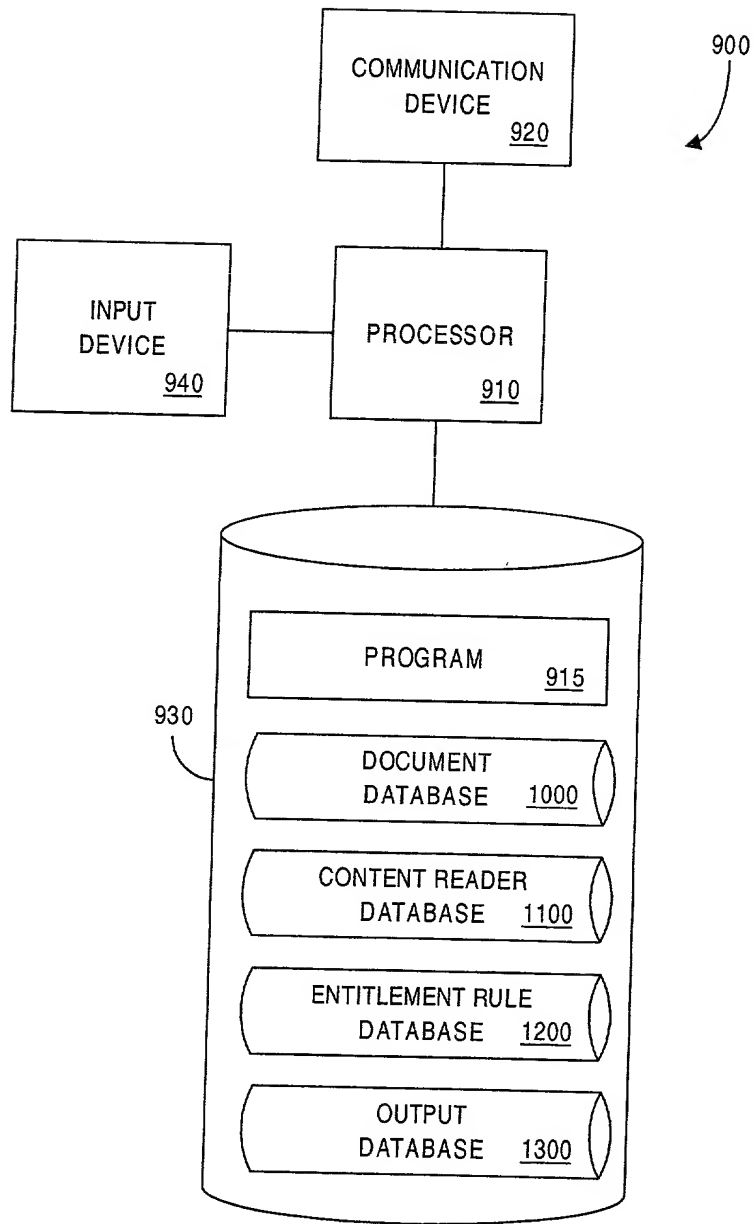 900
COMMUNICATION
DEVICE
920
INPUT
DEVICE
940
PROCESSOR
910
930
PROGRAM
915
DOCUMENT
DATABASE 1000
CONTENT READER
DATABASE 1100
ENTITLEMENT RULE
DATABASE 1200
OUTPUT
DATABASE 1300